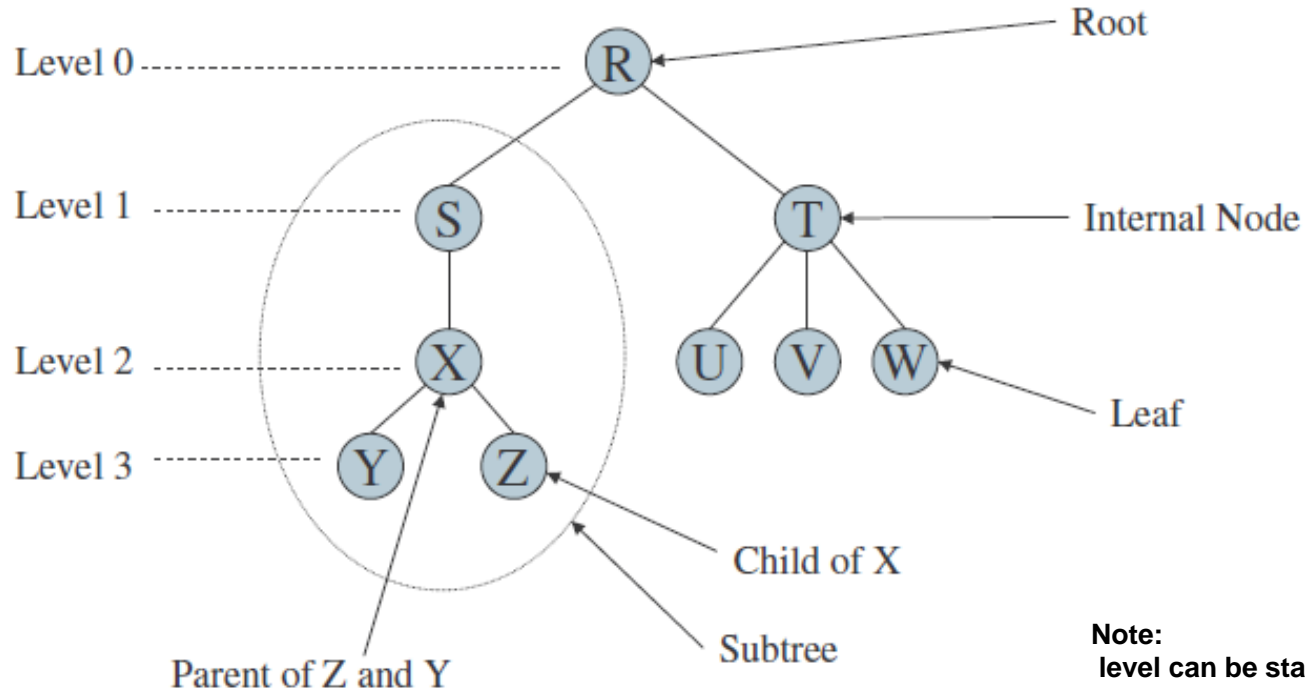 Root
Level 0
R
Level 1
S
T
Internal Node
Level 2
X
U
V
W
Leaf
Level 3
Y
Z
Child of X
Subtree
Parent of Z and Y
Note:
level can be sta